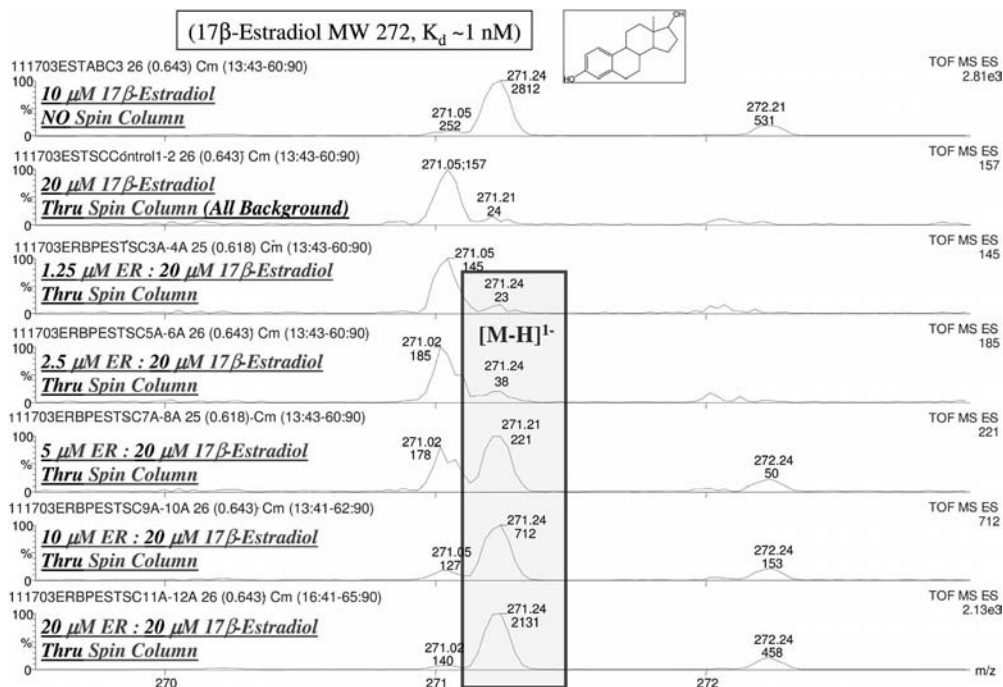 (17β-Estradiol MW 272, Kd ~1 nM)
OH
HO
111703ESTABC3 26 (0.643) Cm (13:43-60:90)
TOF MS ES
2.81e3
100
%
0
10 μM 17β-Estradiol
NO Spin Column
271.05
252
271.24
2812
272.21
531
111703ESTSCControl1-2 26 (0.643) Cm (13:43-60:90)
TOF MS ES
157
100
%
0
20 μM 17β-Estradiol
Thru Spin Column (All Background)
271.05;157
271.21
24
111703ERBPESTSC3A-4A 25 (0.618) Cm (13:43-60:90)
TOF MS ES
145
100
%
0
1.25 μM ER : 20 μM 17β-Estradiol
Thru Spin Column
271.05
145
271.24
23
111703ERBPESTSC5A-6A 26 (0.643) Cm (13:43-60:90)
TOF MS ES
185
100
%
0
2.5 μM ER : 20 μM 17β-Estradiol
Thru Spin Column
271.02
185
[M-H]1-
271.24
38
111703ERBPESTSC7A-8A 25 (0.618) Cm (13:43-60:90)
TOF MS ES
221
100
%
0
5 μM ER : 20 μM 17β-Estradiol
Thru Spin Column
271.02
178
271.21
221
272.24
50
111703ERBPESTSC9A-10A 26 (0.643) Cm (13:41-62:90)
TOF MS ES
712
100
%
0
10 μM ER : 20 μM 17β-Estradiol
Thru Spin Column
271.05
127
271.24
712
272.24
153
111703ERBPESTSC11A-12A 26 (0.643) Cm (16:41-65:90)
TOF MS ES
2.13e3
100
%
0
20 μM ER : 20 μM 17β-Estradiol
Thru Spin Column
271.02
140
271.24
2131
272.24
458
m/z
270
271
272